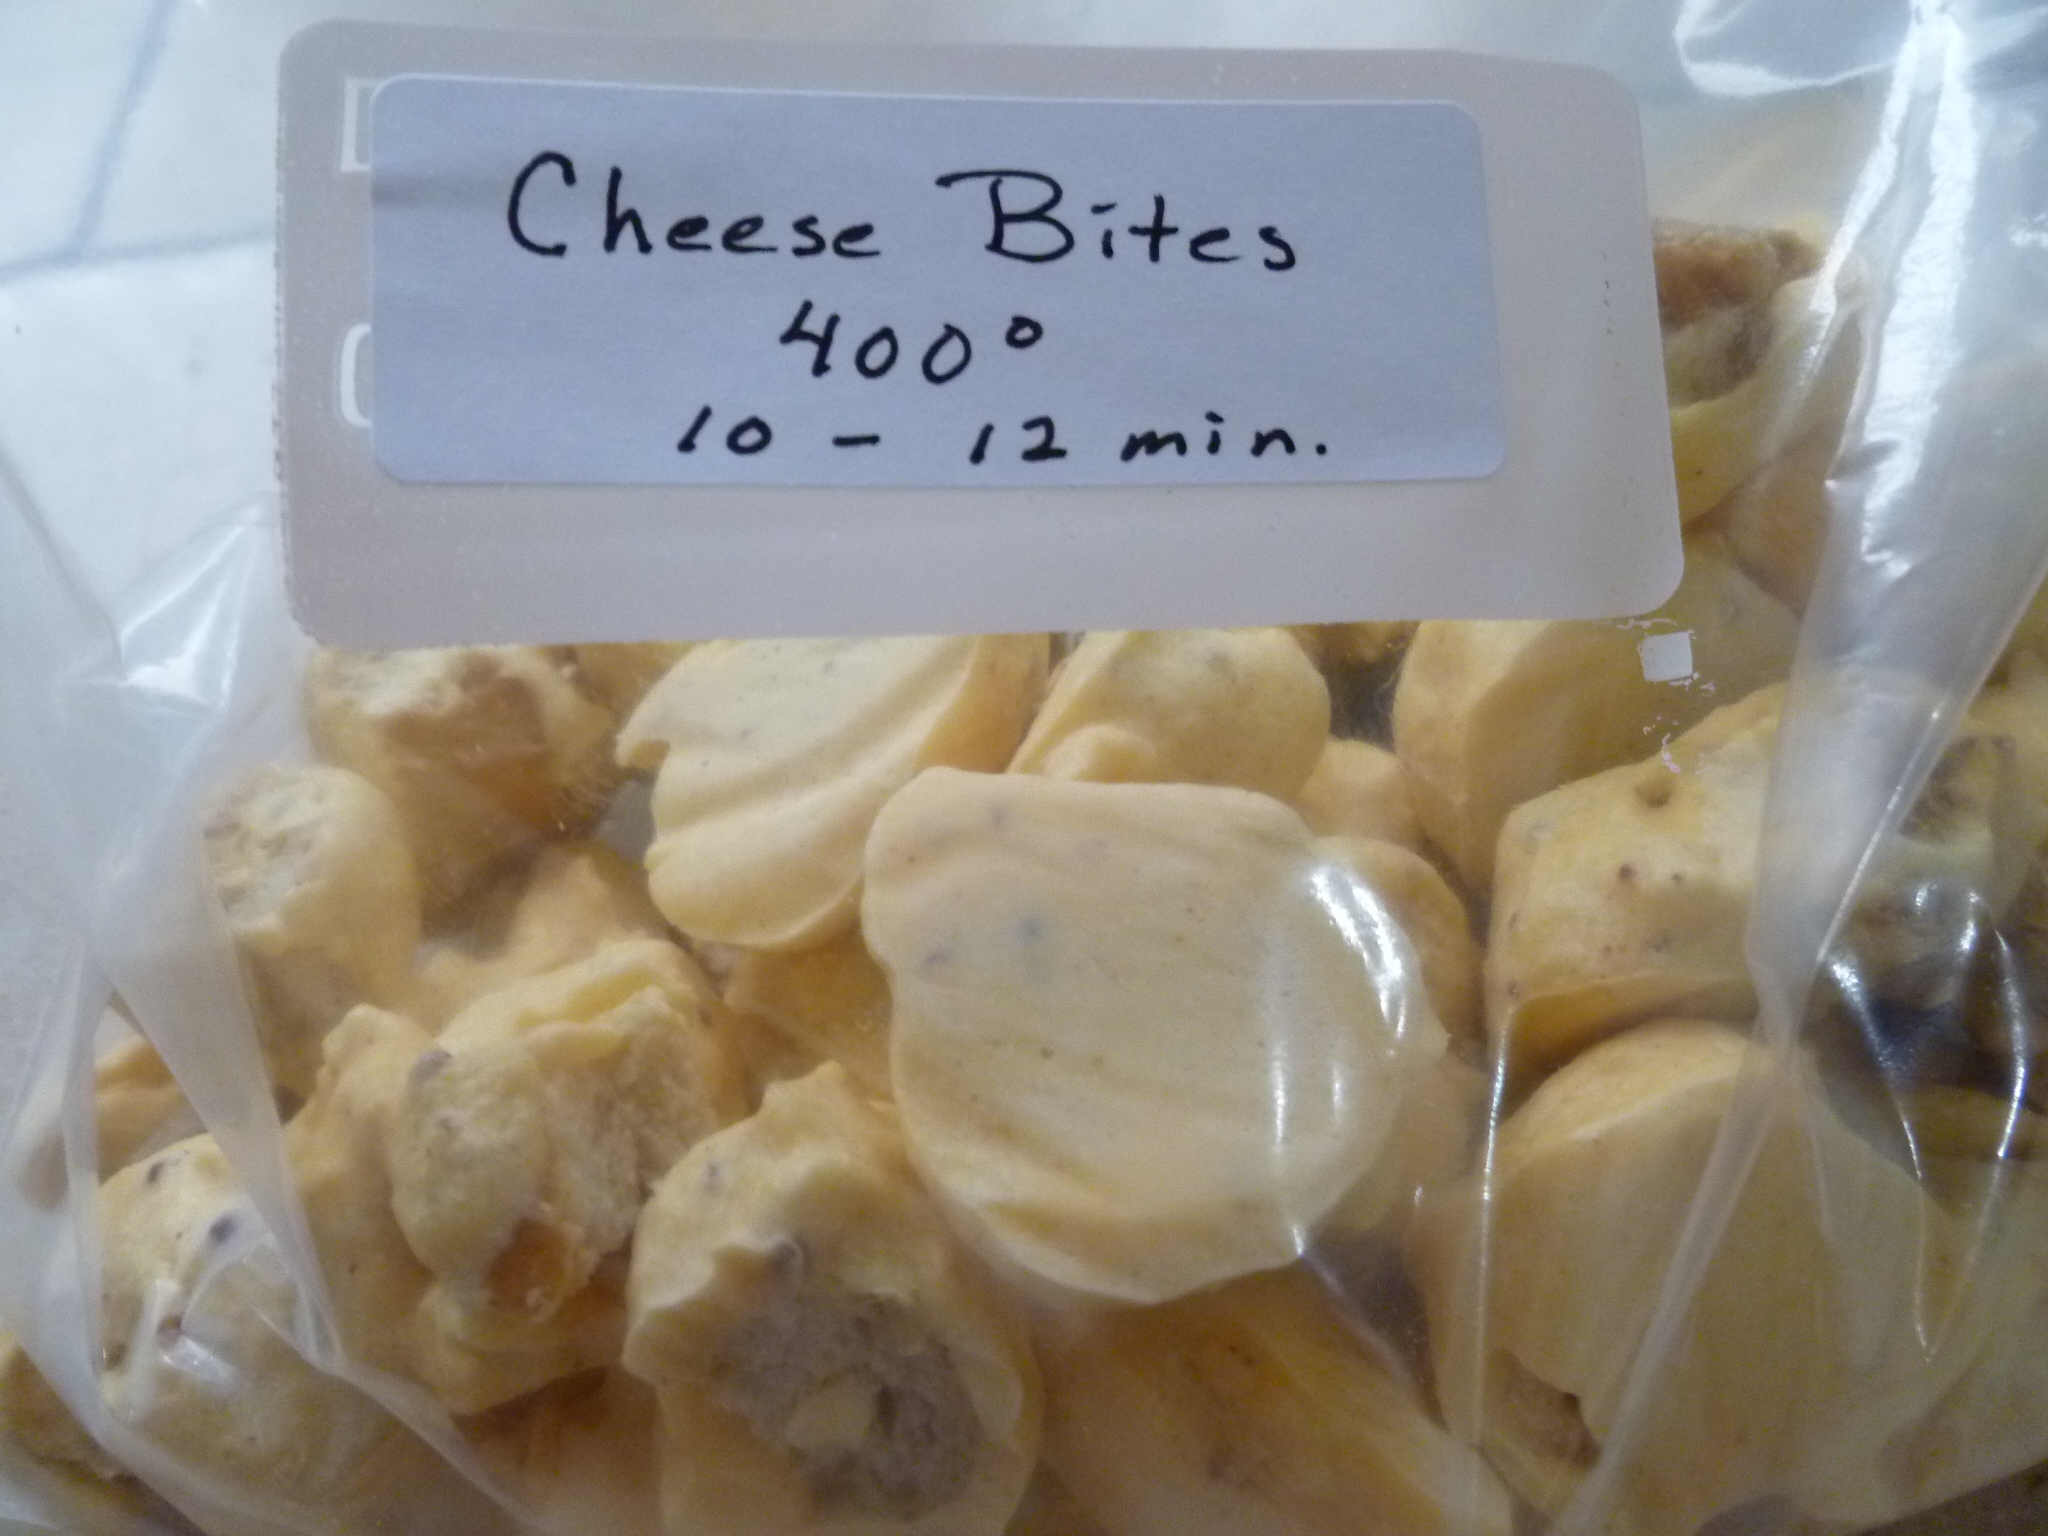 Cheese Bites
400°
10 - 12 min.